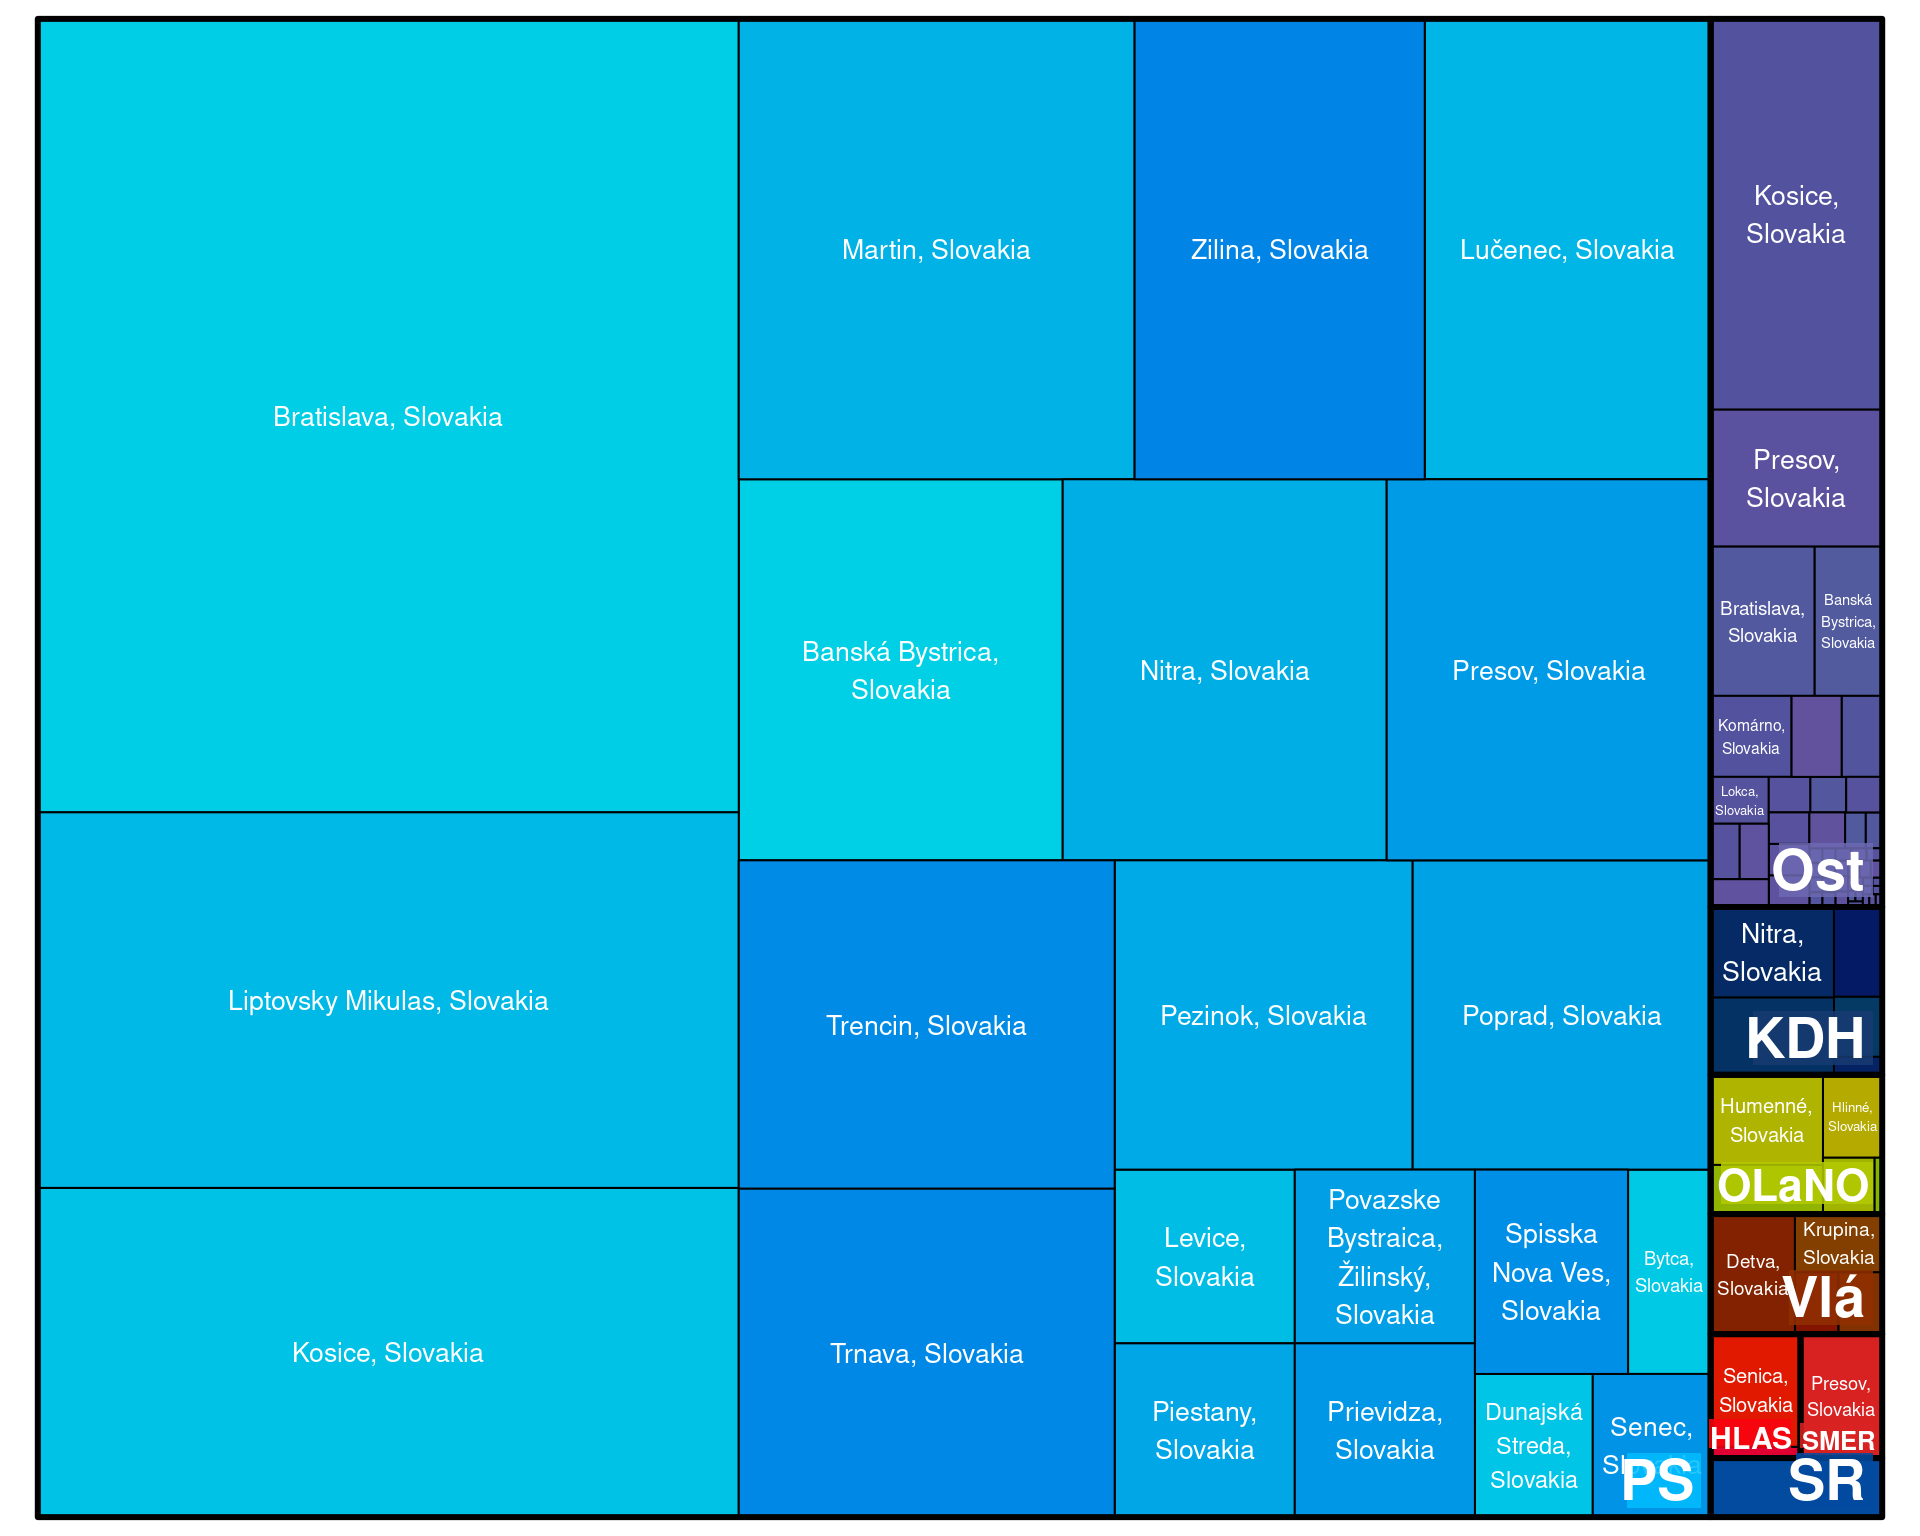 Bratislava, Slovakia
Liptovsky Mikulas, Slovakia
Kosice, Slovakia
Martin, Slovakia
Zilina, Slovakia
Lučenec, Slovakia
Banská Bystrica,
Slovakia
Nitra, Slovakia
Presov, Slovakia
Trencin, Slovakia
Pezinok, Slovakia
Poprad, Slovakia
Trnava, Slovakia
Levice,
Slovakia
Povazske
Bystraica,
Žilinský,
Slovakia
Spisska
Nova Ves,
Slovakia
Bytca,
Slovakia
Piestany,
Slovakia
Prievidza,
Slovakia
Dunajská
Streda,
Slovakia
Senec,
Slovakia
PS
Kosice,
Slovakia
Presov,
Slovakia
Bratislava,
Slovakia
Banská
Bystrica,
Slovakia
Komárno,
Slovakia
Lokca,
Slovakia
Ost
Nitra,
Slovakia
KDH
Humenné,
Slovakia
Hlinné,
Slovakia
OLaNO
Detva,
Slovakia
Krupina,
Slovakia
Vlá
Senica,
Slovakia
HLAS
Presov,
Slovakia
SMER
SR